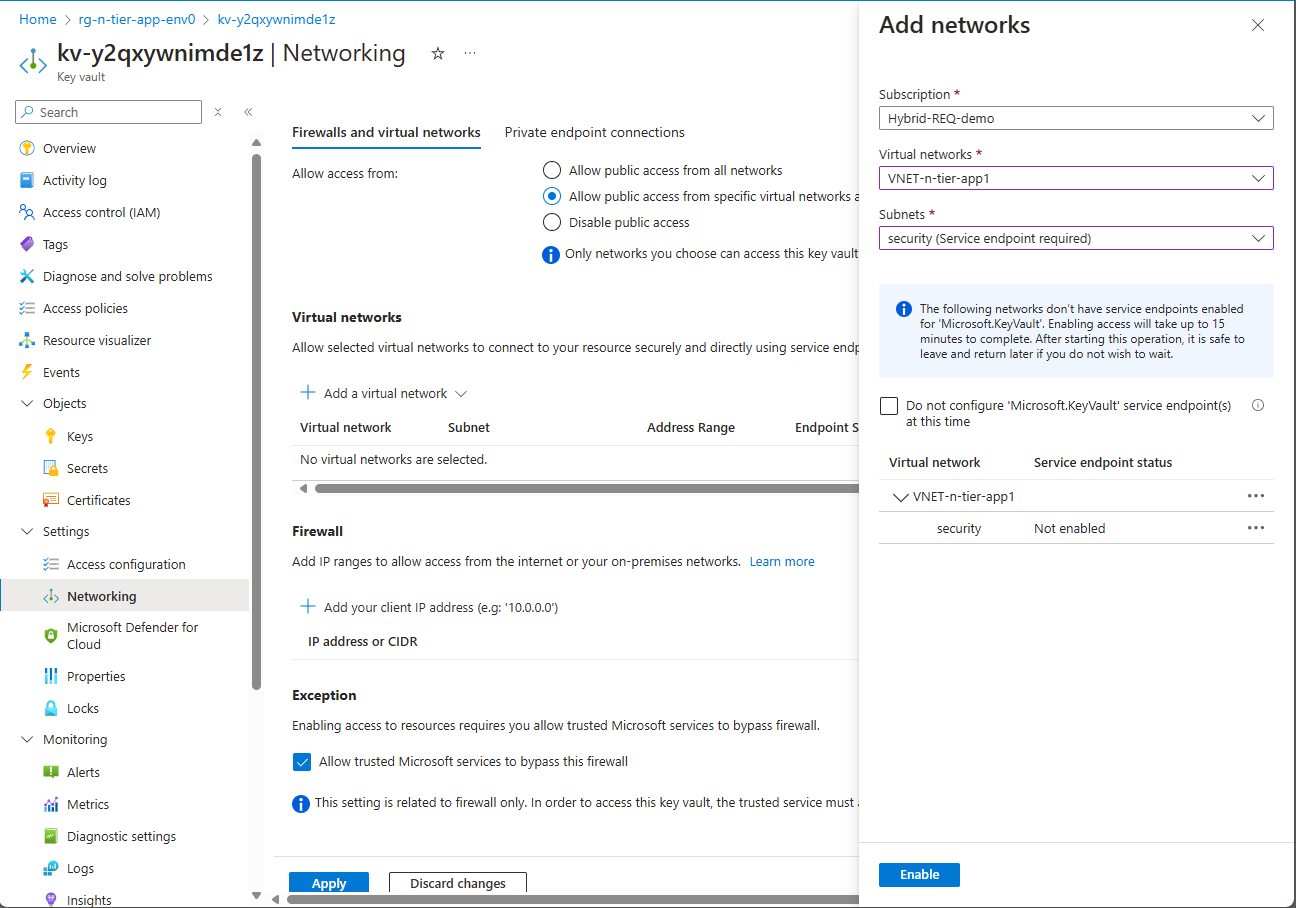 Home > rg-n-tier-app-env0 > kv-y2qxywnimde1z
kv-y2qxywnimde1z | Networking
Key vault
Search
Overview
Activity log
Access control (IAM)
Tags
Diagnose and solve problems
Access policies
Resource visualizer
Events
Objects
Keys
Secrets
Certificates
Settings
Access configuration
Networking
Microsoft Defender for
Cloud
Properties
Locks
Monitoring
Alerts
Metrics
Diagnostic settings
Logs
Insights
Firewalls and virtual networks
Private endpoint connections
Allow access from:
Allow public access from all networks
Allow public access from specific virtual networks a
Disable public access
Only networks you choose can access this key vault
Virtual networks
Allow selected virtual networks to connect to your resource securely and directly using service endp
Add a virtual network
Virtual network Subnet Address Range Endpoint S
No virtual networks are selected.
Firewall
Add IP ranges to allow access from the internet or your on-premises networks. Learn more
Add your client IP address (e.g: '10.0.0.0')
IP address or CIDR
Exception
Enabling access to resources requires you allow trusted Microsoft services to bypass firewall.
Allow trusted Microsoft services to bypass this firewall
This setting is related to firewall only. In order to access this key vault, the trusted service must a
Apply
Discard changes
Add networks
Subscription *
Hybrid-REQ-demo
Virtual networks *
VNET-n-tier-app1
Subnets *
security (Service endpoint required)
The following networks don't have service endpoints enabled
for 'Microsoft.KeyVault'. Enabling access will take up to 15
minutes to complete. After starting this operation, it is safe to
leave and return later if you do not wish to wait.
Do not configure 'Microsoft.KeyVault' service endpoint(s)
at this time
Virtual network Service endpoint status
VNET-n-tier-app1
security Not enabled
Enable